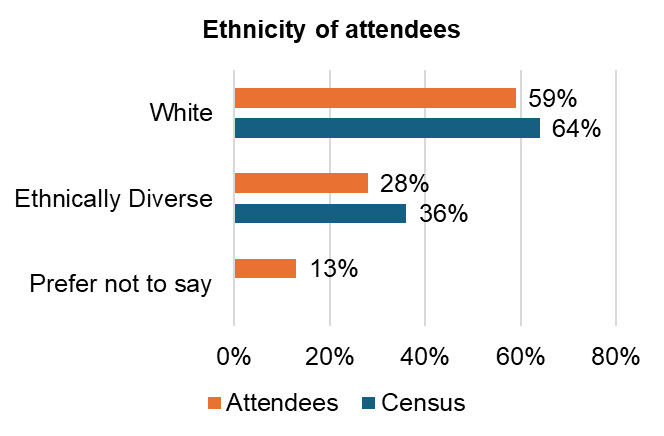 Ethnicity of attendees
White
59%
64%
Ethnically Diverse
28%
36%
Prefer not to say
13%
0% 20% 40% 60% 80%
Attendees Census